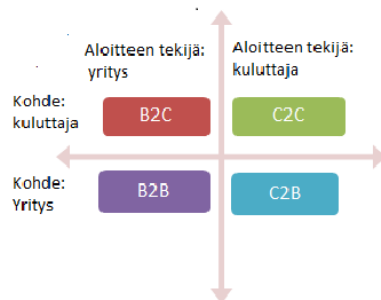 Aloitteen tekijä:
yritys
Aloitteen tekijä:
kuluttaja
Kohde:
kuluttaja
B2C
C2C
Kohde:
Yritys
B2B
C2B